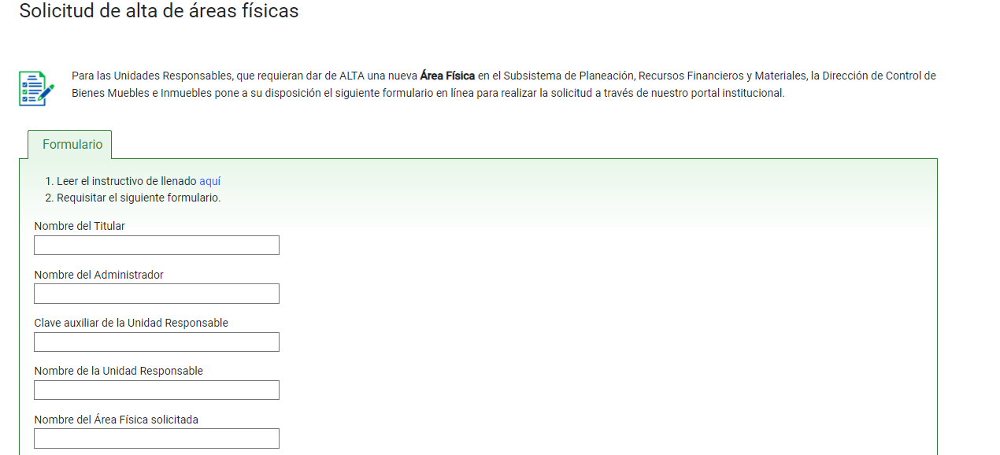 Solicitud de alta de áreas físicas
Para las Unidades Responsables, que requieran dar de ALTA una nueva Área Física en el Subsistema de Planeación, Recursos Financieros y Materiales, la Dirección de Control de
Bienes Muebles e Inmuebles pone a su disposición el siguiente formulario en línea para realizar la solicitud a través de nuestro portal institucional.
Formulario
1. Leer el instructivo de llenado aquí
2. Requisitar el siguiente formulario.
Nombre del Titular
Nombre del Administrador
Clave auxiliar de la Unidad Responsable
Nombre de la Unidad Responsable
Nombre del Área Física solicitada